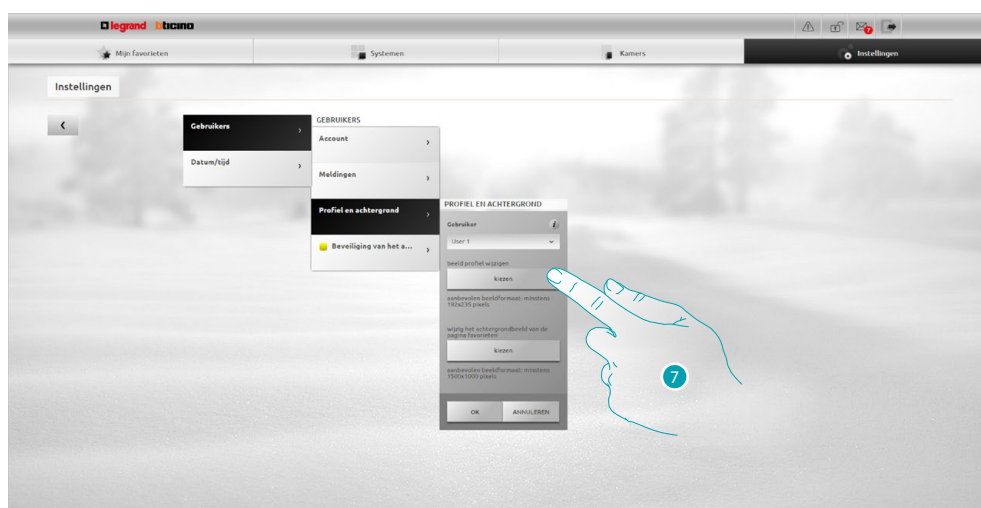 legrand bticino
7
Mijn favorieten
Systemen
Kamers
Instellingen
Instellingen
Gebruikers
Datum/tijd
GEBRUIKERS
Account
Meldingen
Profiel en achtergrond
Beveiliging van het a...
PROFIEL EN ACHTERGROND
Gebruiker
i
User 1
beeld profiel wijzigen
kiezen
aanbevolen beeldformaat: minstens
192x235 pixels
wijzig het achtergrondbeeld van de
pagina favorieten
kiezen
aanbevolen beeldformaat: minstens
1500x1000 pixels
OK ANNULEREN
7